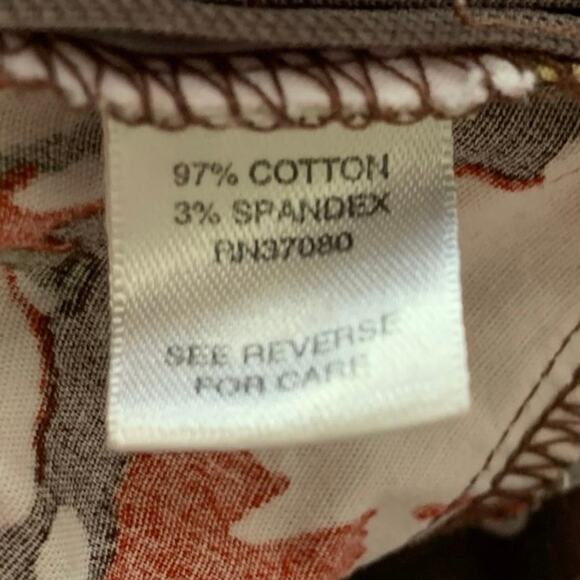 97% COTTON
3% SPANDEX
RN37080
SEE REVERSE
FOR CARE